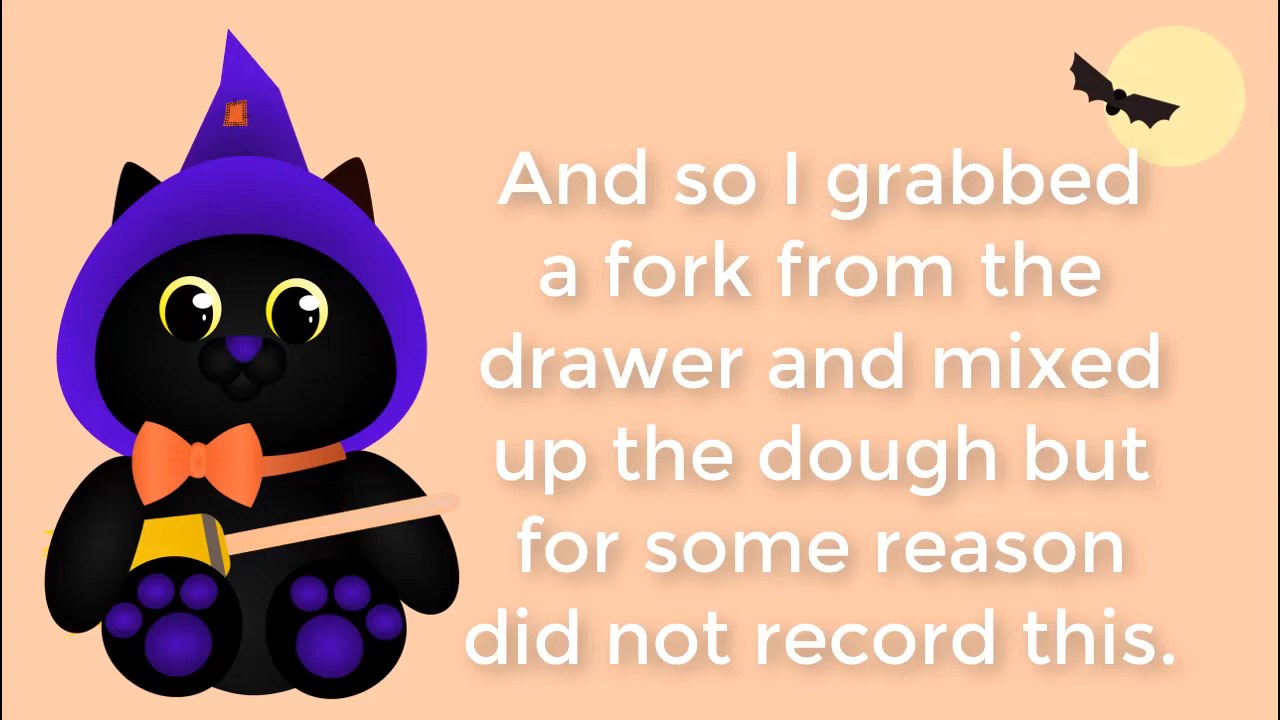 And so I grabbed
a fork from the
drawer and mixed
up the dough but
for some reason
did not record this.